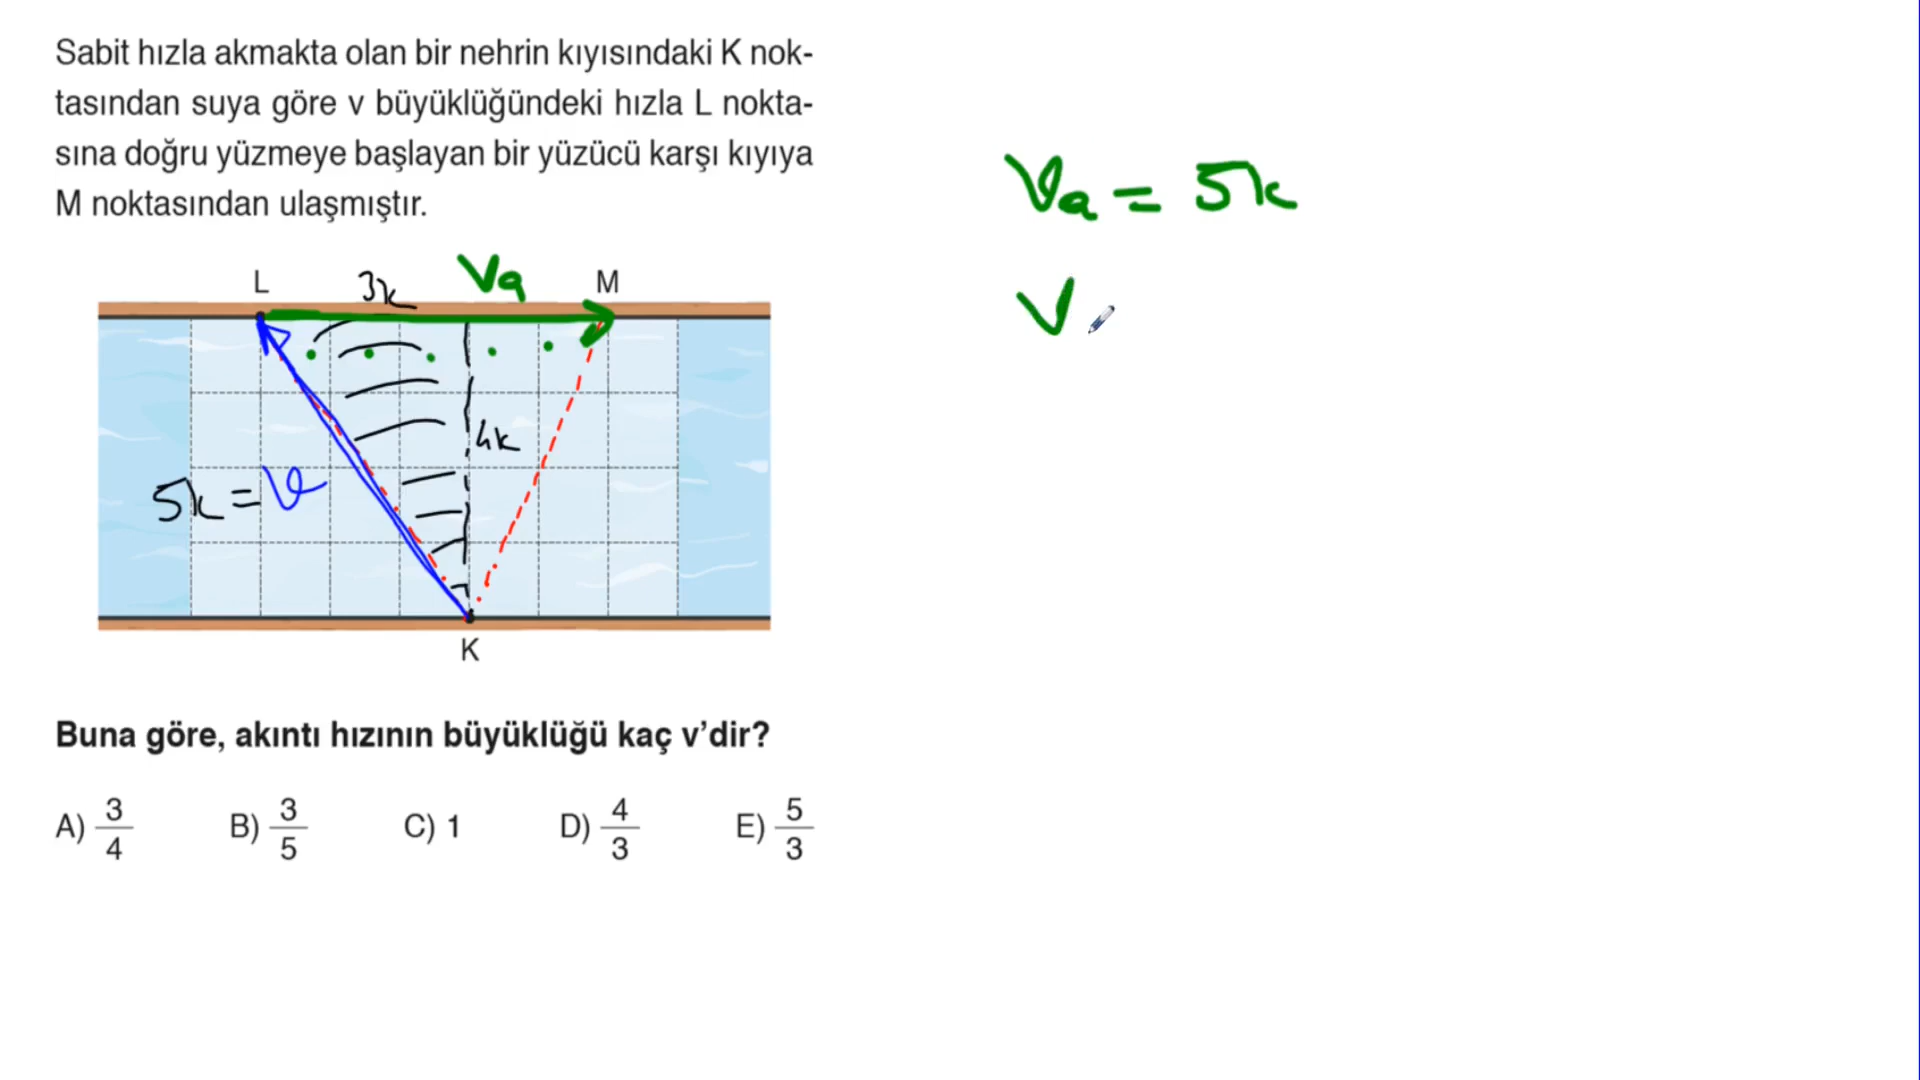 Sabit hızla akmakta olan bir nehrin kıyısındaki K nok-
tasından suya göre v büyüklüğündeki hızla L nokta-
sına doğru yüzmeye başlayan bir yüzücü karşı kıyıya
M noktasından ulaşmıştır.
Va = 5k
V
L 3k Va M
4k
5k = v
K
Buna göre, akıntı hızının büyüklüğü kaç v’dir?
A) 3/4 B) 3/5 C) 1 D) 4/3 E) 5/3